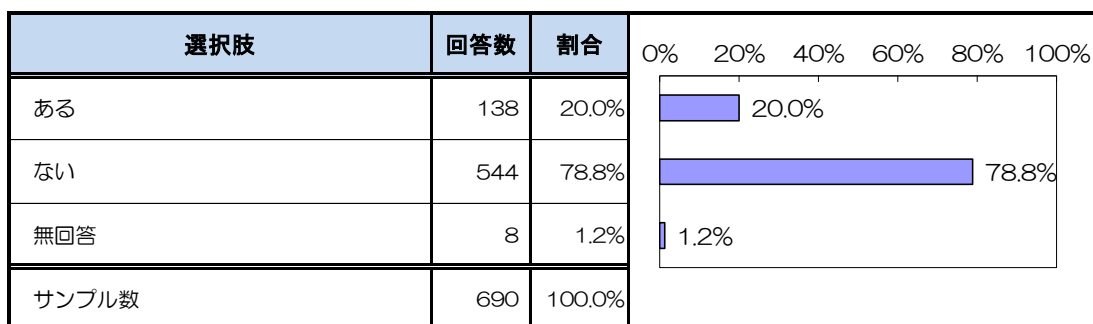 選択肢 回答数 割合
0% 20% 40% 60% 80% 100%
ある 138 20.0% 20.0%
ない 544 78.8% 78.8%
無回答 8 1.2% 1.2%
サンプル数 690 100.0%